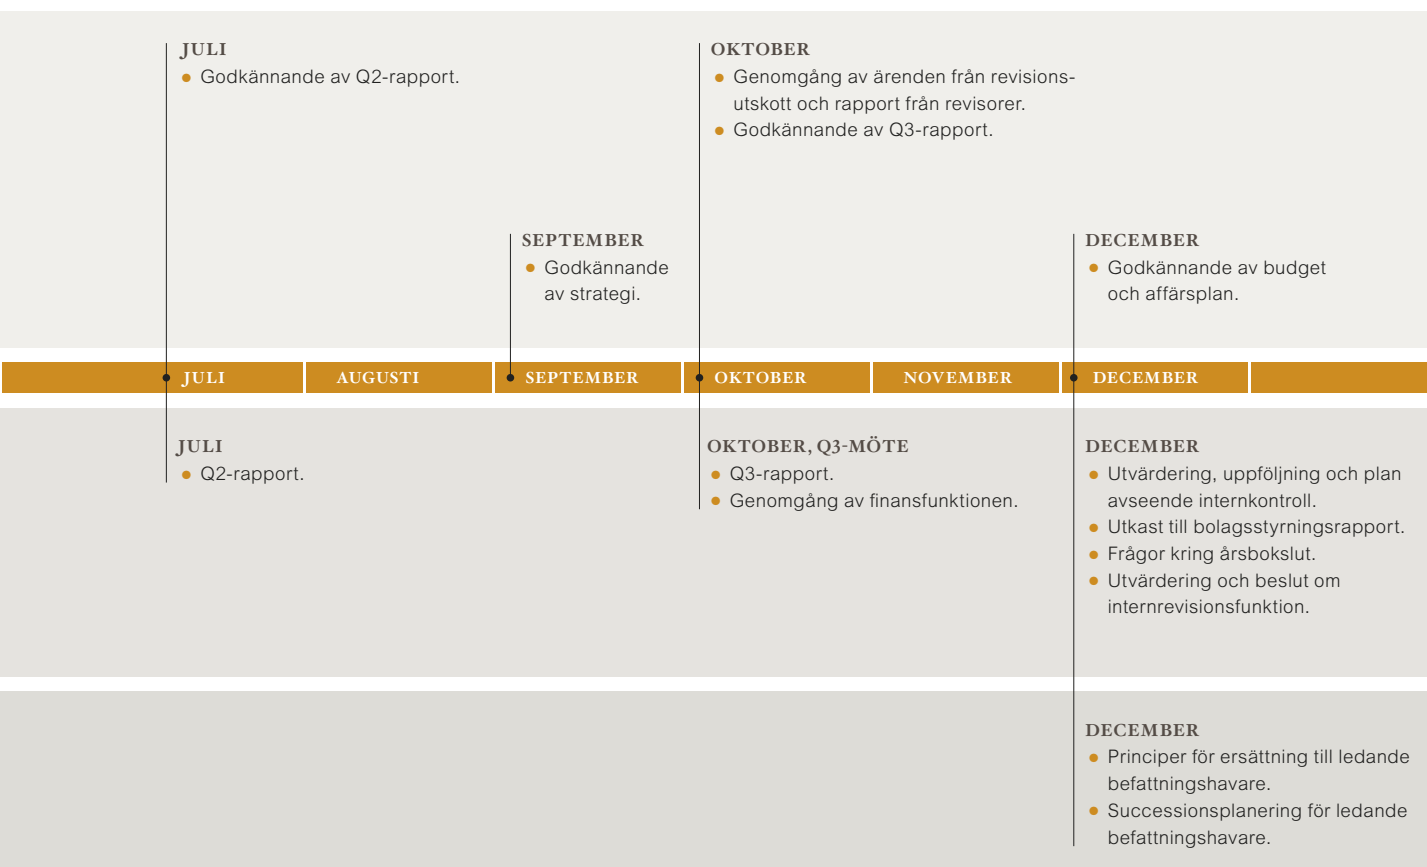 JULI
Godkännande av Q2-rapport.
OKTOBER
Genomgång av ärenden från revisions-
utskott och rapport från revisorer.
Godkännande av Q3-rapport.
SEPTEMBER
Godkännande
av strategi.
DECEMBER
Godkännande av budget
och affärsplan.
JULI
AUGUSTI
SEPTEMBER
OKTOBER
NOVEMBER
DECEMBER
JULI
Q2-rapport.
OKTOBER, Q3-MÖTE
Q3-rapport.
Genomgång av finansfunktionen.
DECEMBER
Utvärdering, uppföljning och plan
avseende internkontroll.
Utkast till bolagsstyrningsrapport.
Frågor kring årsbokslut.
Utvärdering och beslut om
internrevisionsfunktion.
DECEMBER
Principer för ersättning till ledande
befattningshavare.
Successionsplanering för ledande
befattningshavare.